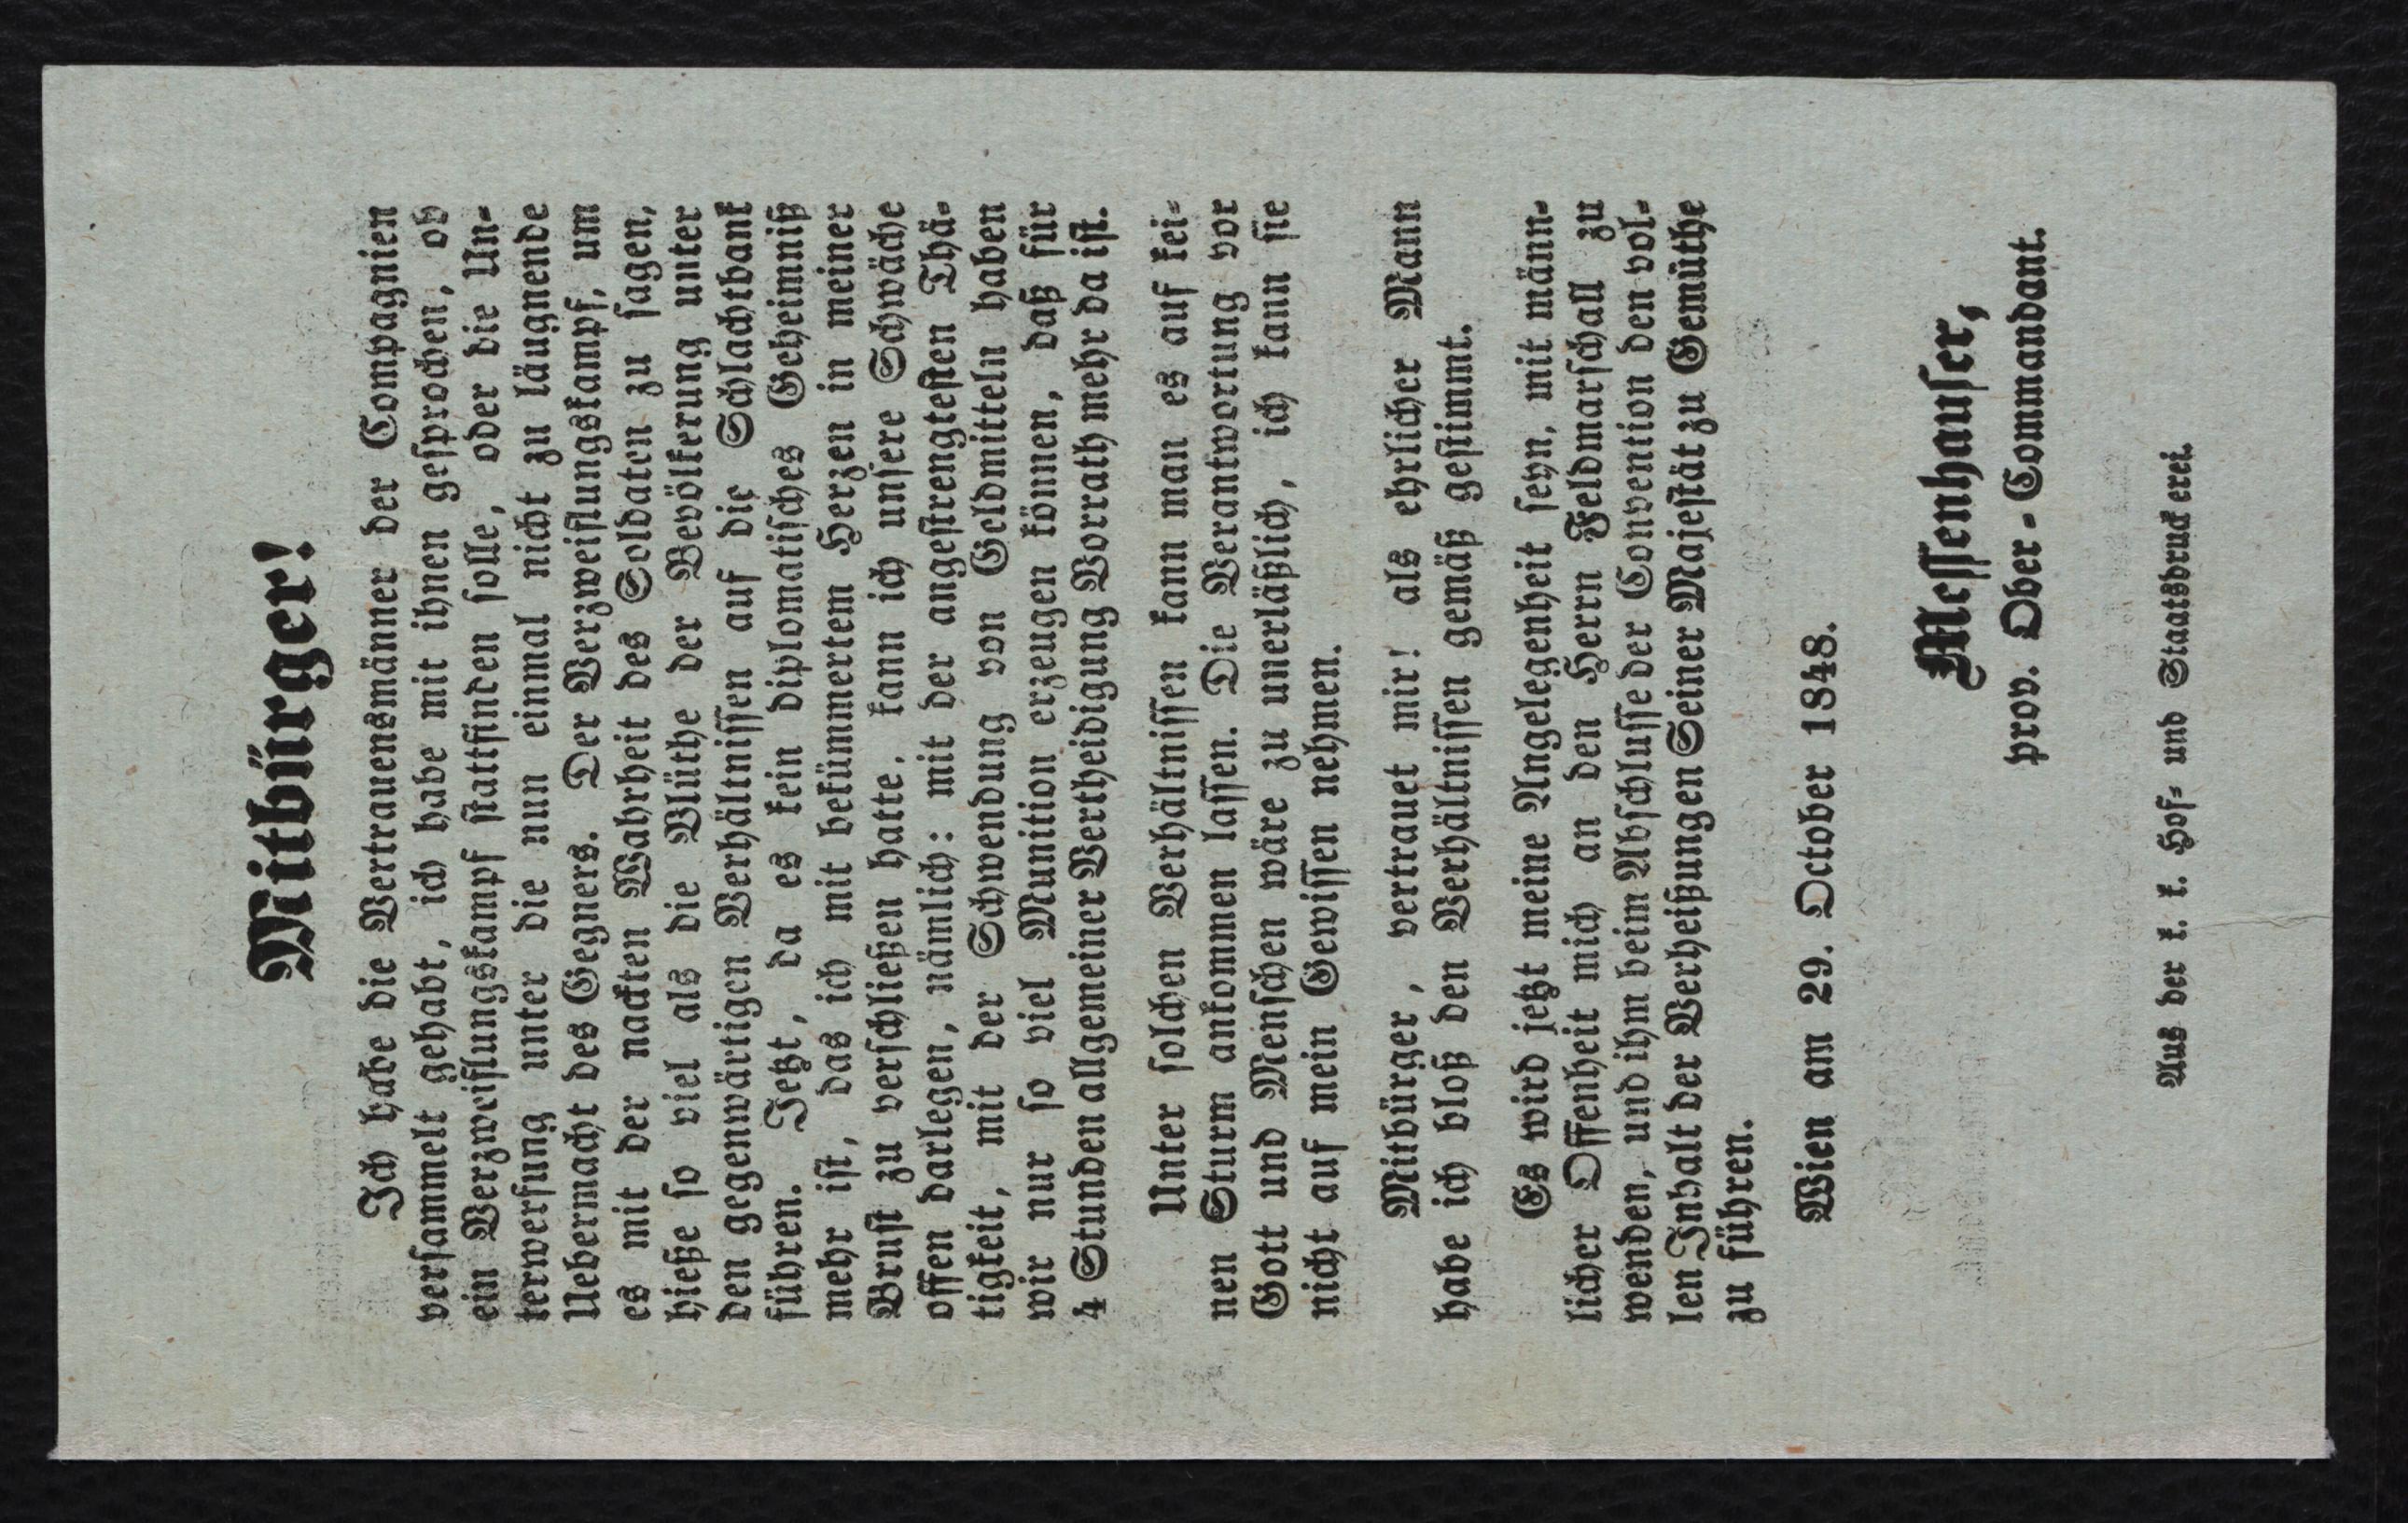 Mitbürger!
Ich habe die Vertrauensmänner der Compagnien
versammelt gehabt, ich habe mit ihnen gesprochen, ob
ein Verzweiflungskampf stattfinden solle, oder die Un-
terwerfung unter die nun einmal nicht zu läugnende
Uebermacht des Gegners. Der Verzweiflungskampf, um
es mit der nackten Wahrheit des Soldaten zu sagen,
hieße so viel als die Blüthe der Bevölkerung unter
den gegenwärtigen Verhältnissen auf die Schlachtbank
führen. Jetzt, da es kein diplomatisches Geheimniß
mehr ist, das ich mit bekümmertem Herzen in meiner
Brust zu verschließen hatte, kann ich unsere Schwäche
offen darlegen, nämlich: mit der angestrengtesten Thä-
tigkeit, mit der Schwendung von Geldmitteln haben
wir nur so viel Munition erzeugen können, daß für
4 Stunden allgemeiner Vertheidigung Vorrath mehr da ist.
Unter solchen Verhältnissen kann man es auf kei-
nen Sturm ankommen lassen. Die Verantwortung vor
Gott und Menschen wäre zu unerläßlich, ich kann sie
nicht auf mein Gewissen nehmen.
Mitbürger, vertrauet mir! als ehrlicher Mann
habe ich bloß den Verhältnissen gemäß gestimmt.
Es wird jetzt meine Angelegenheit seyn, mit männ-
licher Offenheit mich an den Herrn Feldmarschall zu
wenden, und ihm beim Abschlusse der Convention den vol-
len Inhalt der Verheißungen Seiner Majestät zu Gemüthe
zu führen.
Wien am 29. October 1848.
Messenhauser,
prov. Ober-Commandant.
Aus der k. k. Hof- und Staatsdruckerei.